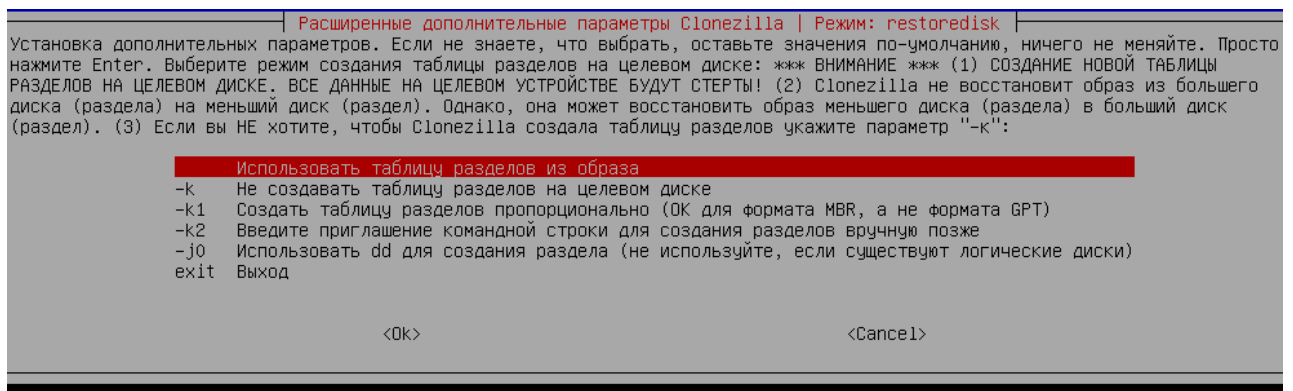 Расширенные дополнительные параметры Clonezilla | Режим: restoredisk
Установка дополнительных параметров. Если не знаете, что выбрать, оставьте значения по-умолчанию, ничего не меняйте. Просто
нажмите Enter. Выберите режим создания таблицы разделов на целевом диске: *** ВНИМАНИЕ *** (1) СОЗДАНИЕ НОВОЙ ТАБЛИЦЫ
РАЗДЕЛОВ НА ЦЕЛЕВОМ ДИСКЕ. ВСЕ ДАННЫЕ НА ЦЕЛЕВОМ УСТРОЙСТВЕ БУДУТ СТЕРТЫ! (2) Clonezilla не восстановит образ из большего
диска (раздела) на меньший диск (раздел). Однако, она может восстановить образ меньшего диска (раздела) в больший диск
(раздел). (3) Если вы НЕ хотите, чтобы Clonezilla создала таблицу разделов укажите параметр "-к":
Использовать таблицу разделов из образа
-k Не создавать таблицу разделов на целевом диске
-k1 Создать таблицу разделов пропорционально (OK для формата MBR, а не формата GPT)
-k2 Введите приглашение командной строки для создания разделов вручную позже
-j0 Использовать dd для создания раздела (не используйте, если существуют логические диски)
exit Выход
<Ok> <Cancel>